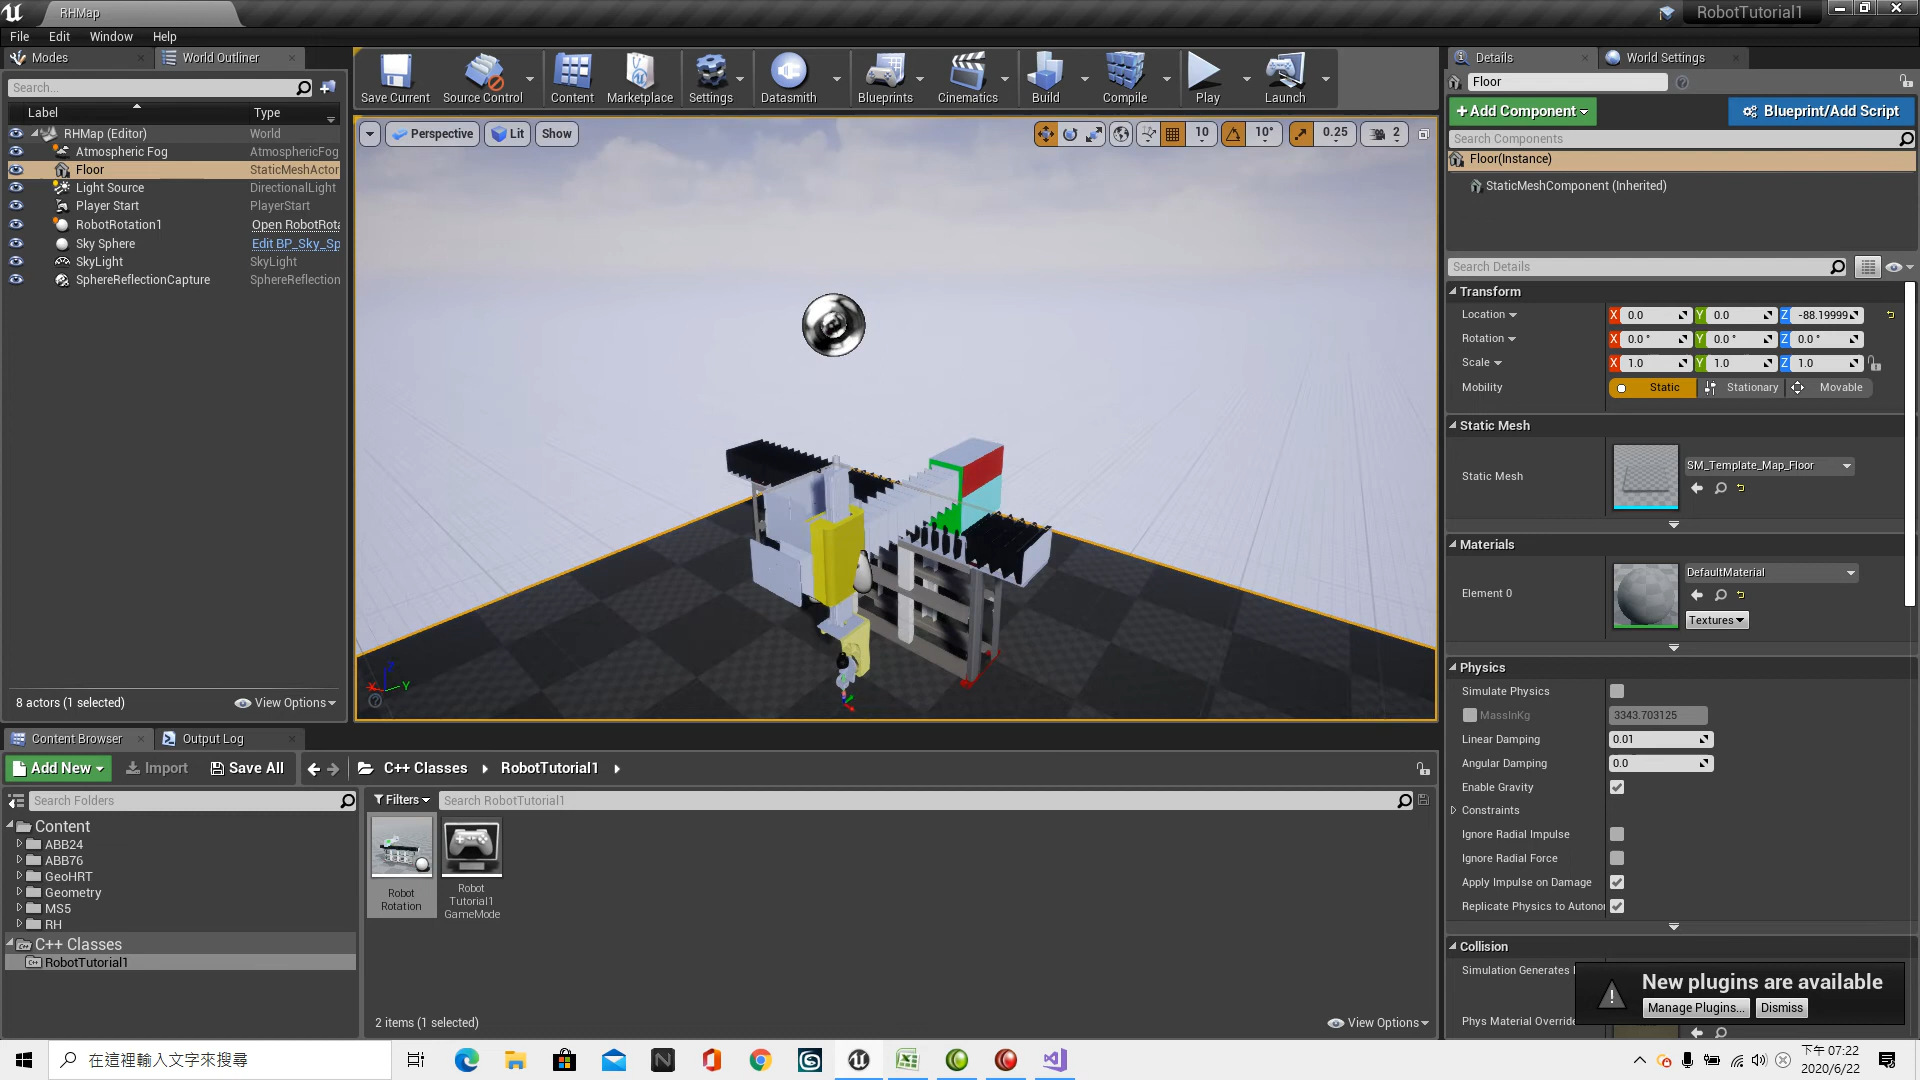 RHMap
RobotTutorial1
File
Edit
Window
Help
Modes
World Outliner
Search...
Label
Type
RHMap (Editor)
World
Atmospheric Fog
AtmosphericFog
Floor
StaticMeshActor
Light Source
DirectionalLight
Player Start
PlayerStart
RobotRotation1
Open RobotRota
Sky Sphere
Edit BP_Sky_Sp
SkyLight
SkyLight
SphereReflectionCapture
SphereReflection
8 actors (1 selected)
View Options
Save Current
Source Control
Content
Marketplace
Settings
Datasmith
Blueprints
Cinematics
Build
Compile
Play
Launch
Perspective
Lit
Show
10
10°
0.25
2
X
Y
Details
World Settings
Floor
+Add Component
Blueprint/Add Script
Search Components
Floor(Instance)
StaticMeshComponent (Inherited)
Search Details
Transform
Location
X 0.0 Y 0.0 Z -88.19999
Rotation
X 0.0 ° Y 0.0 ° Z 0.0 °
Scale
X 1.0 Y 1.0 Z 1.0
Mobility
Static
Stationary
Movable
Static Mesh
Static Mesh
SM_Template_Map_Floor
Materials
Element 0
DefaultMaterial
Textures
Physics
Simulate Physics
MassInKg
3343.703125
Linear Damping
0.01
Angular Damping
0.0
Enable Gravity
Constraints
Ignore Radial Impulse
Ignore Radial Force
Apply Impulse on Damage
Replicate Physics to Autonor
Collision
Simulation Generates
Phys Material Override
New plugins are available
Manage Plugins...
Dismiss
Content Browser
Output Log
Add New
Import
Save All
C++ Classes
RobotTutorial1
Search Folders
Filters
Search RobotTutorial1
Content
ABB24
ABB76
GeoHRT
Geometry
MS5
RH
C++ Classes
RobotTutorial1
Robot
Rotation
Robot
Tutorial1
GameMode
2 items (1 selected)
View Options
在這裡輸入文字來搜尋
下午 07:22
2020/6/22